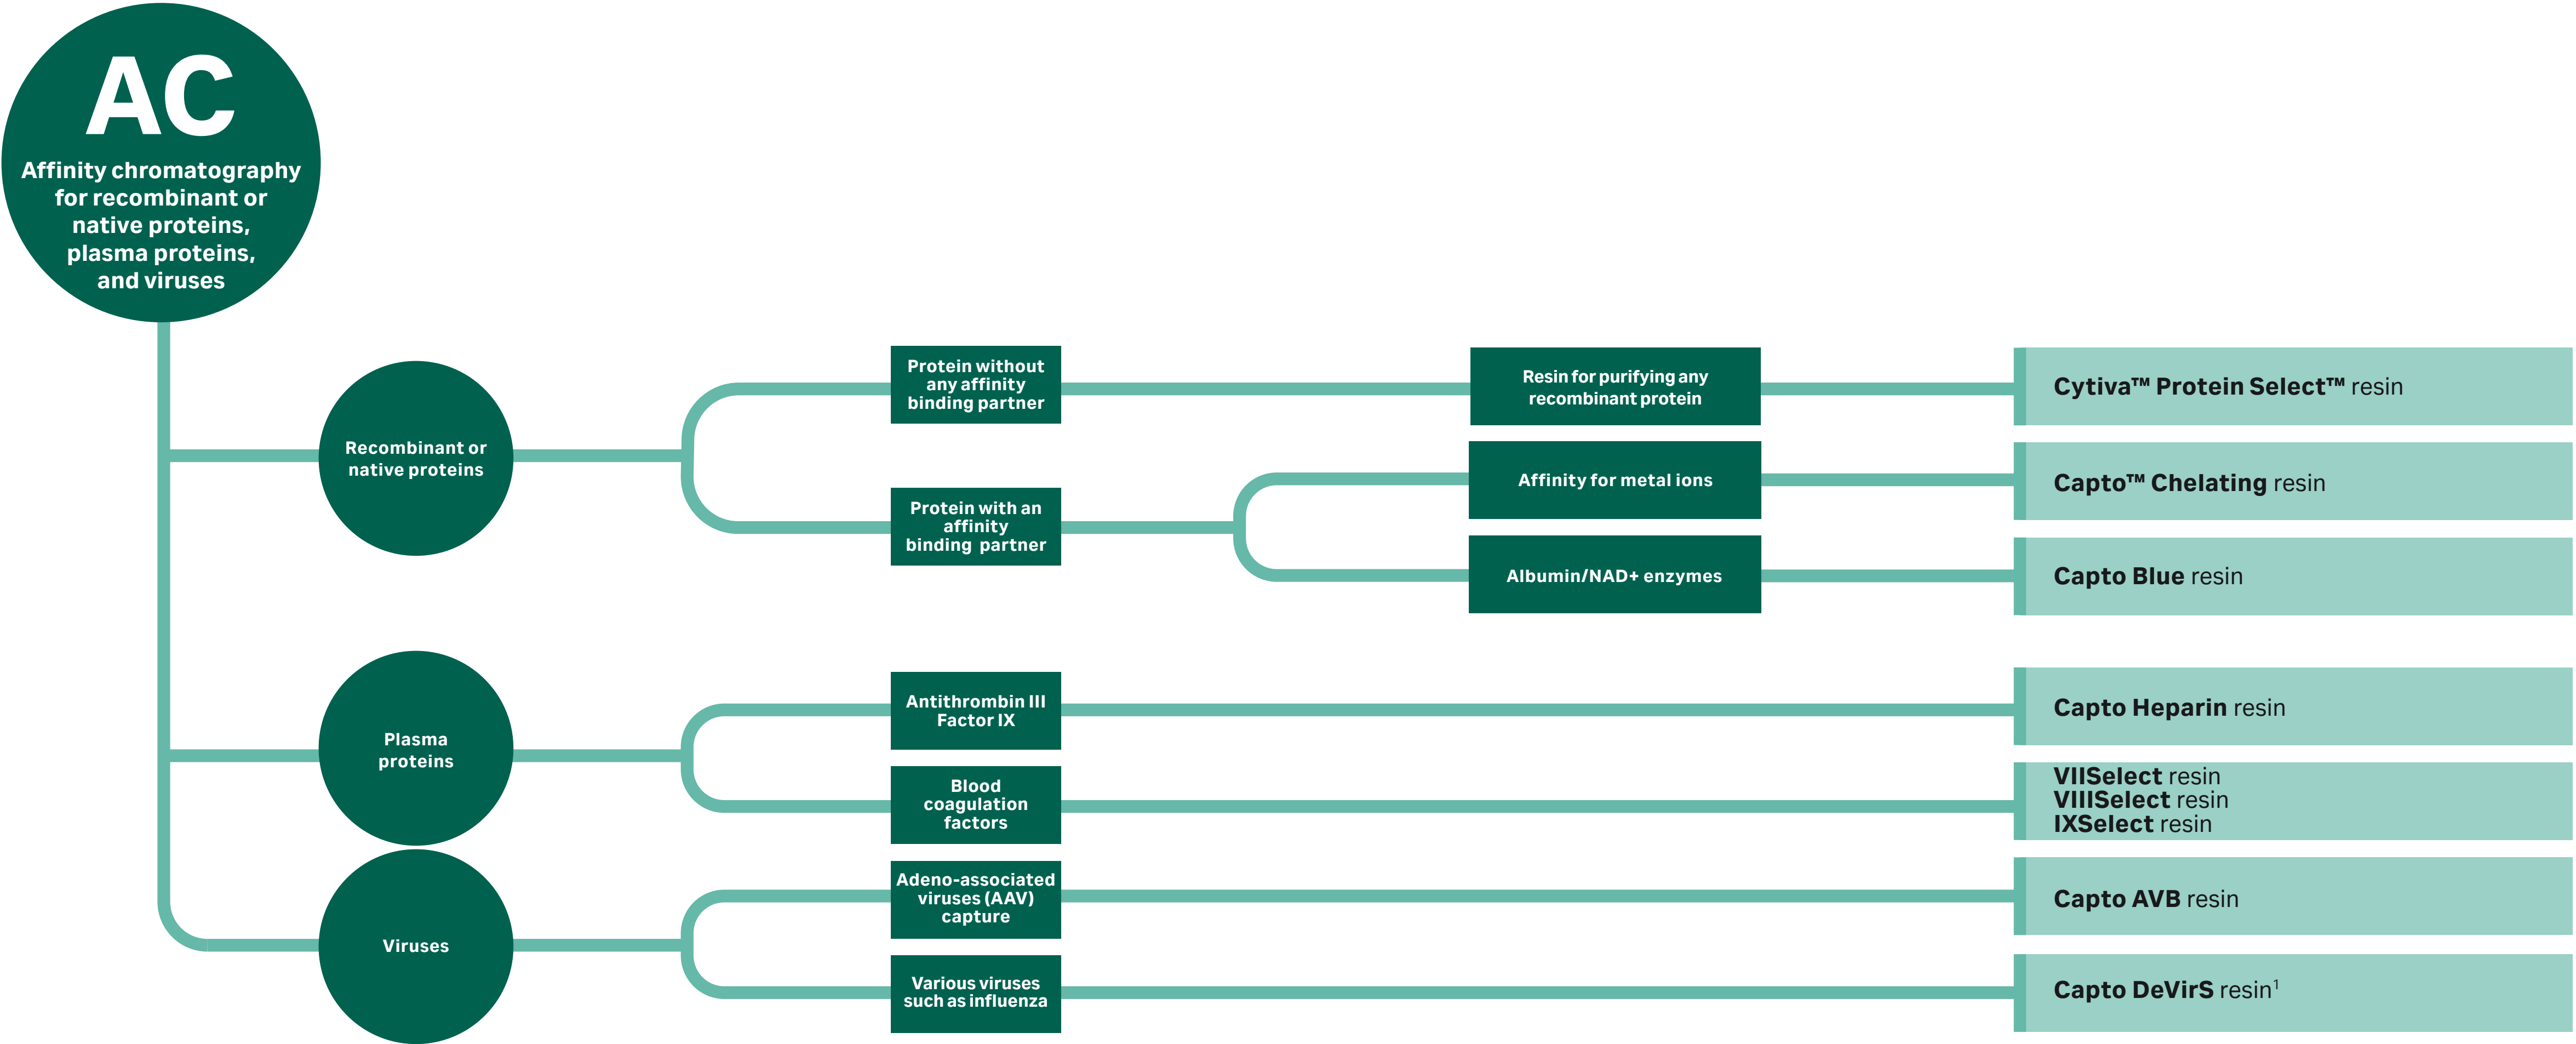 AC
Affinity chromatography
for recombinant or
native proteins,
plasma proteins,
and viruses
Recombinant or
native proteins
Protein without
any affinity
binding partner
Resin for purifying any
recombinant protein
Cytiva™ Protein Select™ resin
Protein with an
affinity
binding partner
Affinity for metal ions
Capto™ Chelating resin
Albumin/NAD+ enzymes
Capto Blue resin
Plasma
proteins
Antithrombin III
Factor IX
Capto Heparin resin
Blood
coagulation
factors
VIISelect resin
VIIISelect resin
IXSelect resin
Viruses
Adeno-associated
viruses (AAV)
capture
Capto AVB resin
Various viruses
such as influenza
Capto DeVirS resin¹